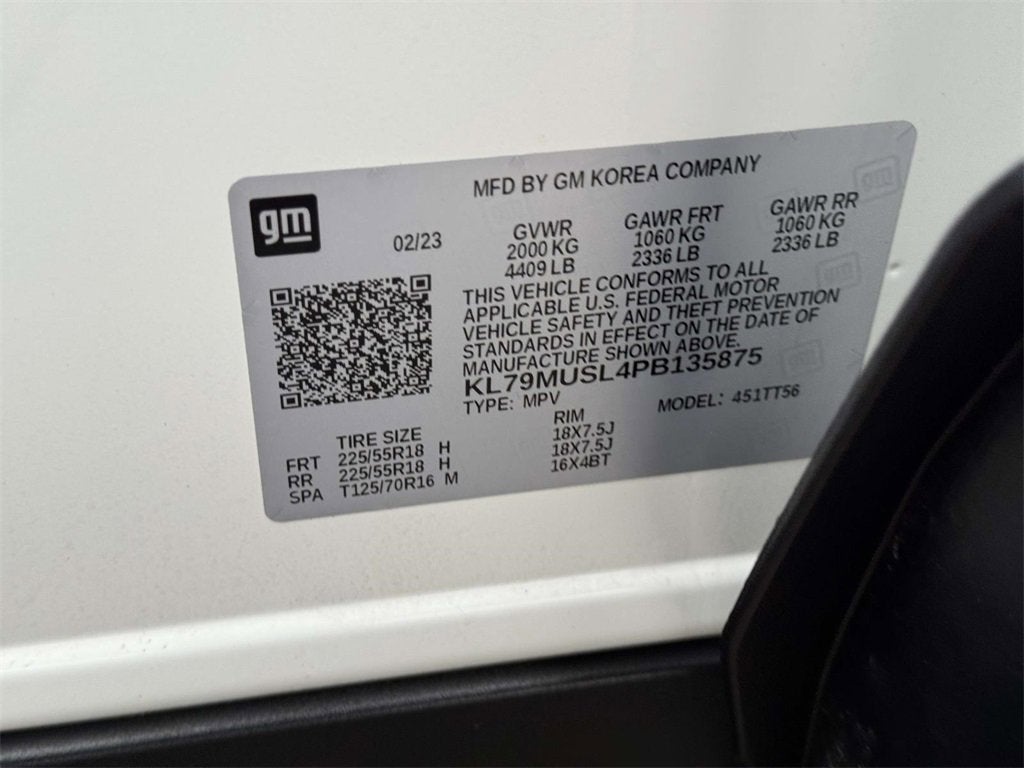 gm
MFD BY GM KOREA COMPANY
02/23
GVWR GAWR FRT GAWR RR
2000 KG 1060 KG 1060 KG
4409 LB 2336 LB 2336 LB
THIS VEHICLE CONFORMS TO ALL
APPLICABLE U.S. FEDERAL MOTOR
VEHICLE SAFETY AND THEFT PREVENTION
STANDARDS IN EFFECT ON THE DATE OF
MANUFACTURE SHOWN ABOVE.
KL79MUSL4PB135875
TYPE: MPV MODEL: 451TT56
TIRE SIZE RIM
FRT 225/55R18 H 18X7.5J
RR 225/55R18 H 18X7.5J
SPA T125/70R16 M 16X4BT